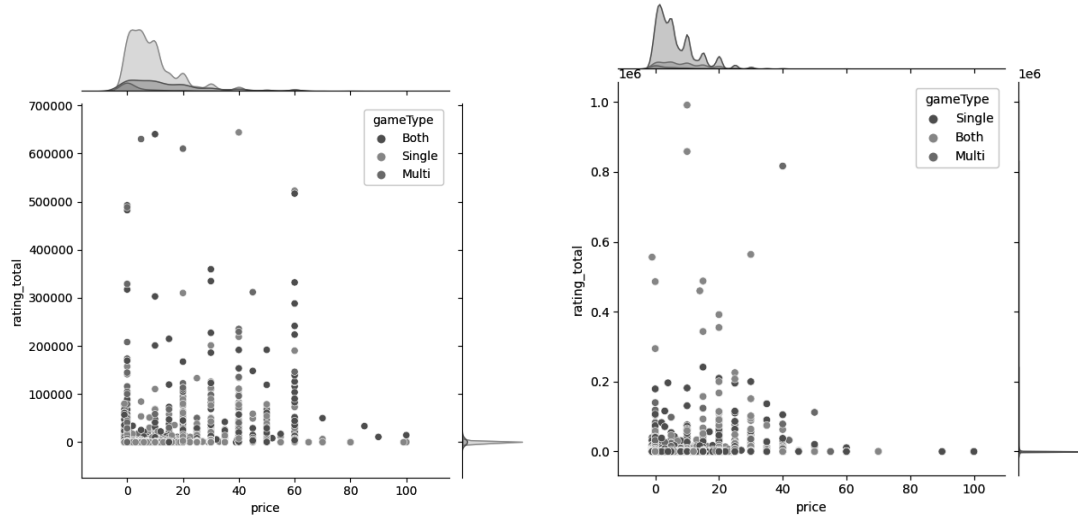 1e6
1e6
700000
600000
500000
400000
300000
200000
100000
0
rating_total
gameType
Both
Single
Multi
0
20
40
60
80
100
price
1.0
0.8
0.6
0.4
0.2
0.0
rating_total
gameType
Single
Both
Multi
0
20
40
60
80
100
price